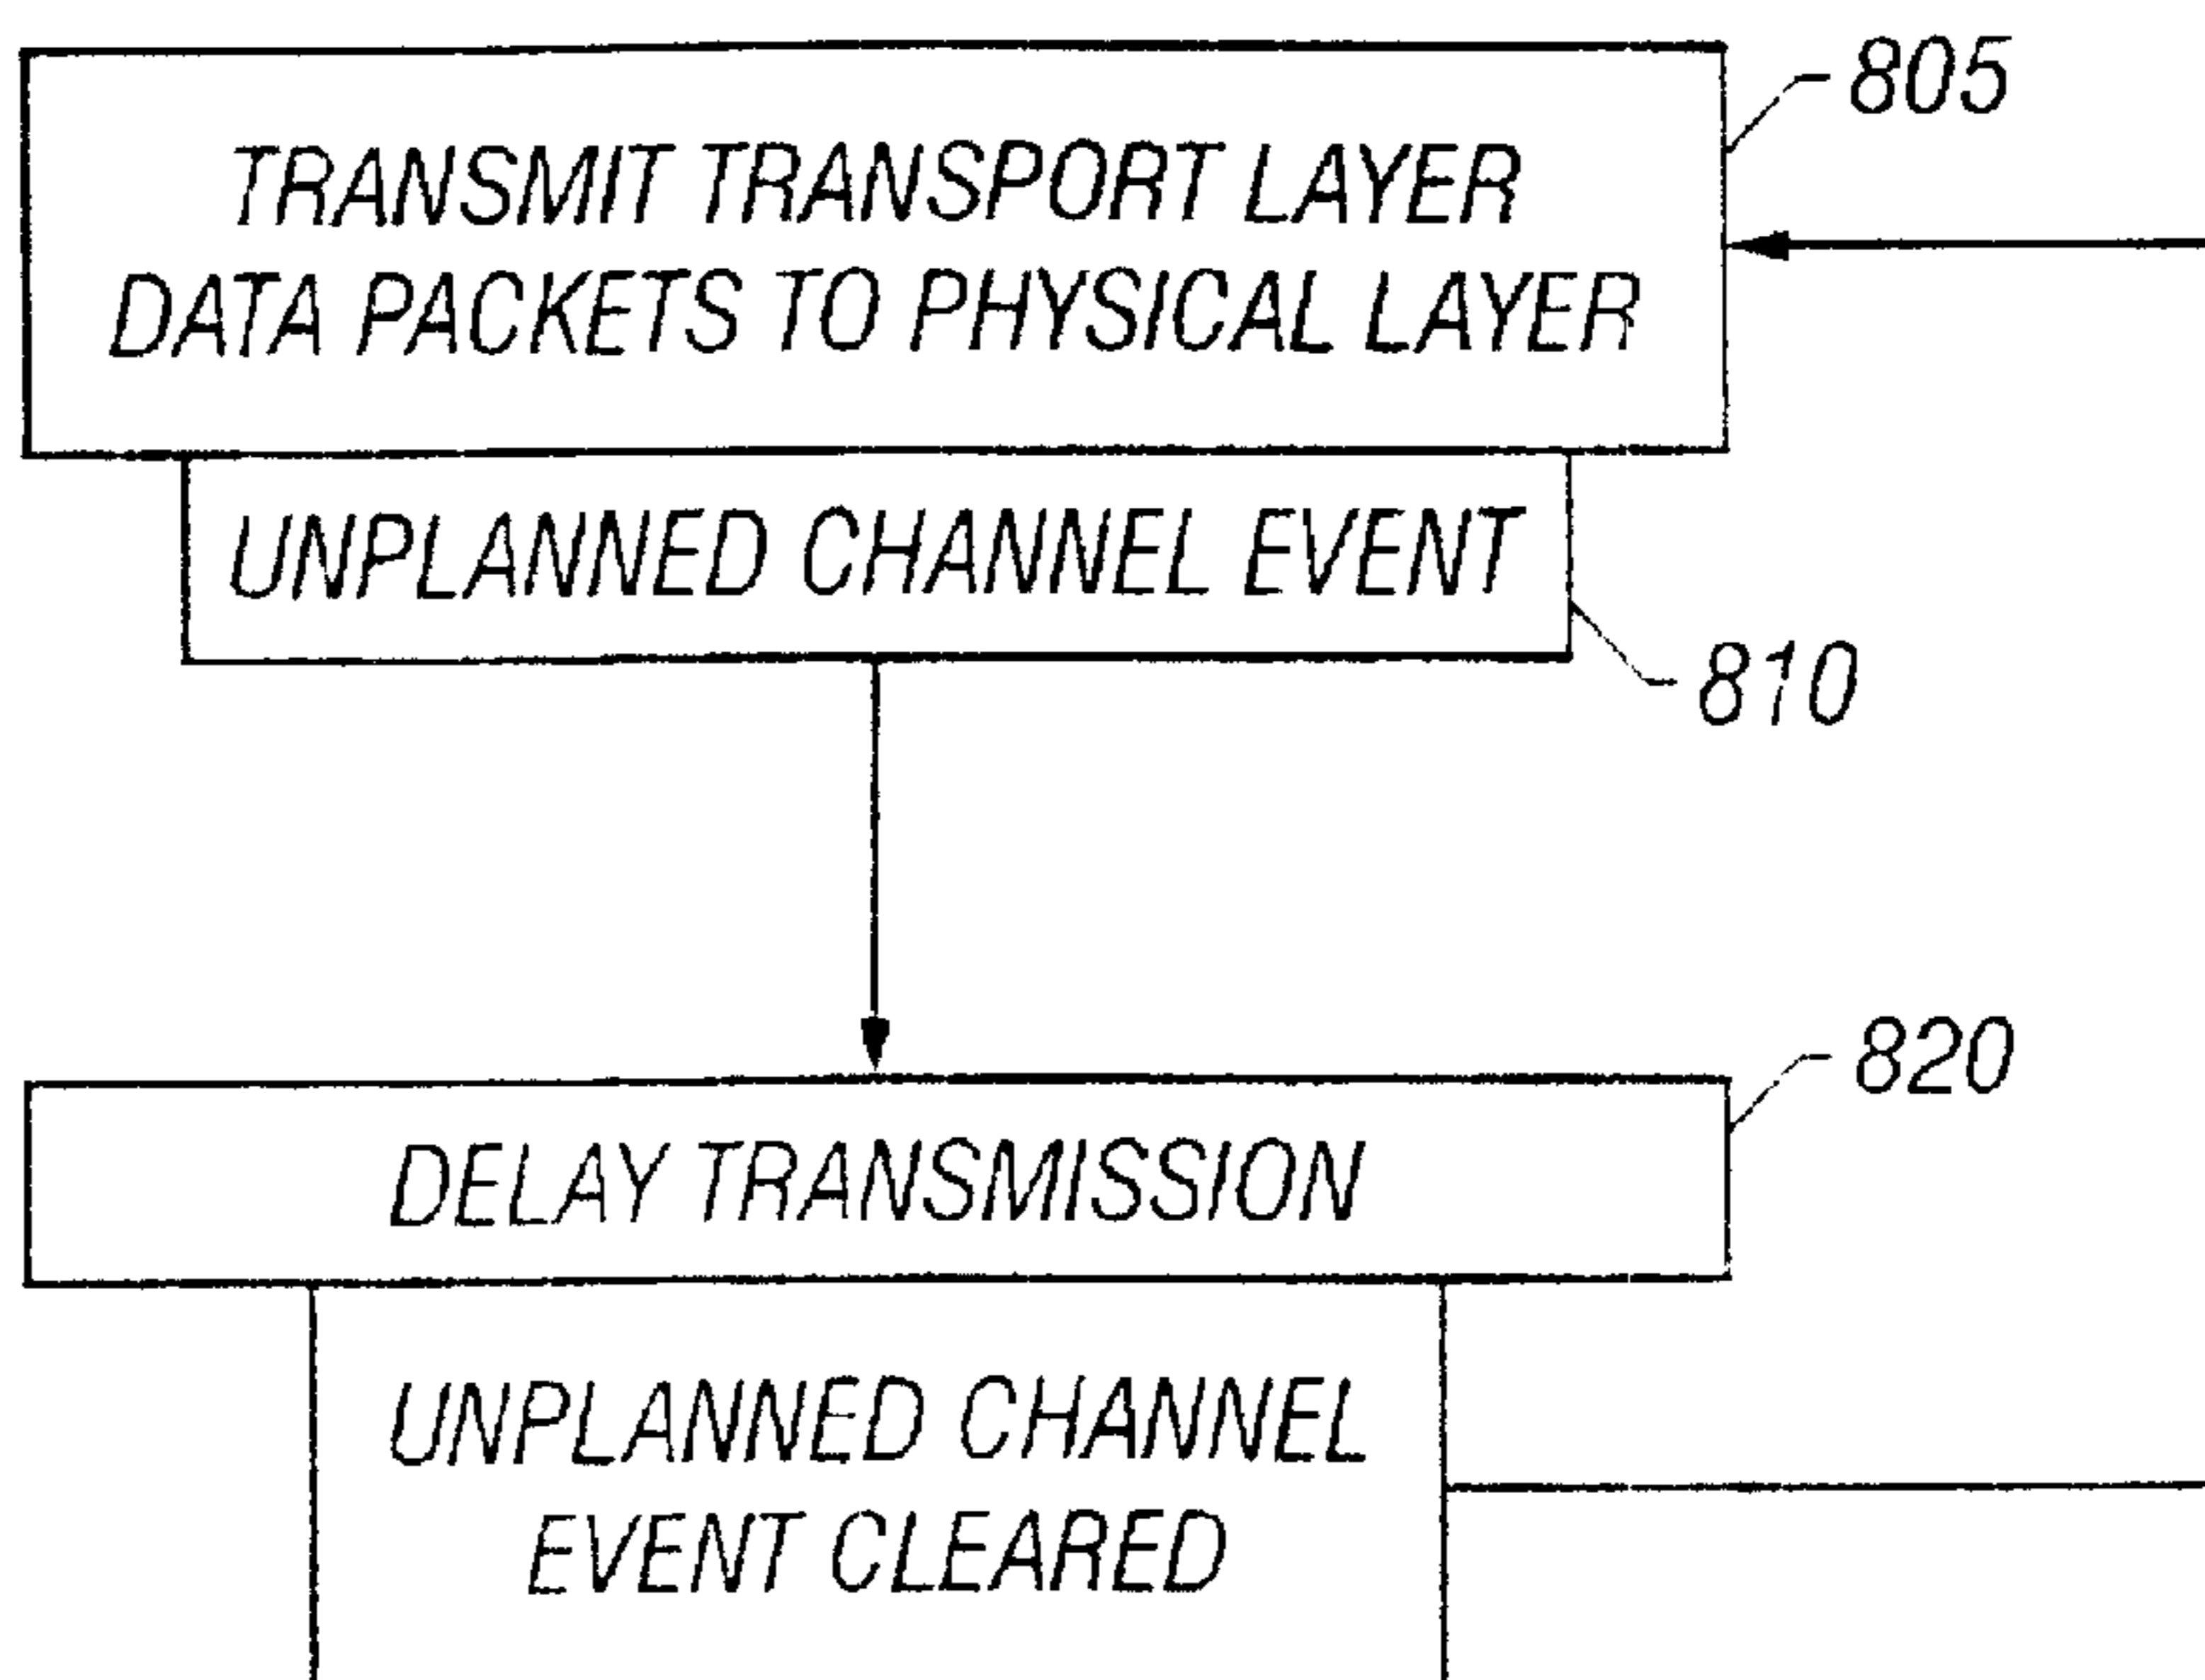 805
TRANSMIT TRANSPORT LAYER
DATA PACKETS TO PHYSICAL LAYER
UNPLANNED CHANNEL EVENT
810
820
DELAY TRANSMISSION
UNPLANNED CHANNEL
EVENT CLEARED